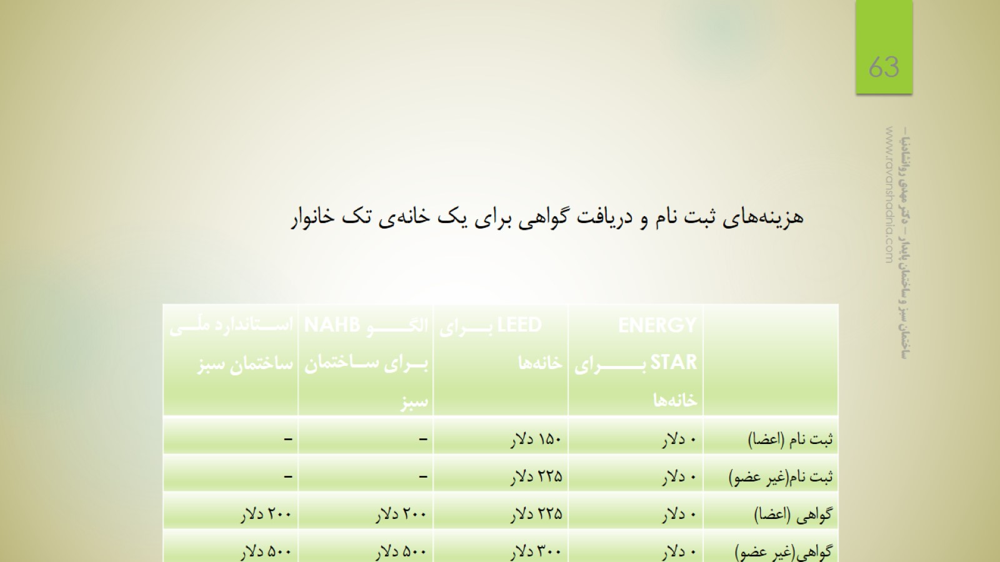 63
ساختمان سبز و ساختمان پایدار – دکتر مهدی روانشادنیا –
www.ravanshadnia.com
هزینه‌های ثبت نام و دریافت گواهی برای یک خانه‌ی تک خانوار
ENERGY STAR برای خانه‌ها	LEED برای خانه‌ها	الگو NAHB برای ساختمان سبز	استاندارد ملّی ساختمان سبز
ثبت نام (اعضا)	۰ دلار	۱۵۰ دلار	–	–
ثبت نام(غیر عضو)	۰ دلار	۲۲۵ دلار	–	–
گواهی (اعضا)	۰ دلار	۲۲۵ دلار	۲۰۰ دلار	۲۰۰ دلار
گواهی(غیر عضو)	۰ دلار	۳۰۰ دلار	۵۰۰ دلار	۵۰۰ دلار